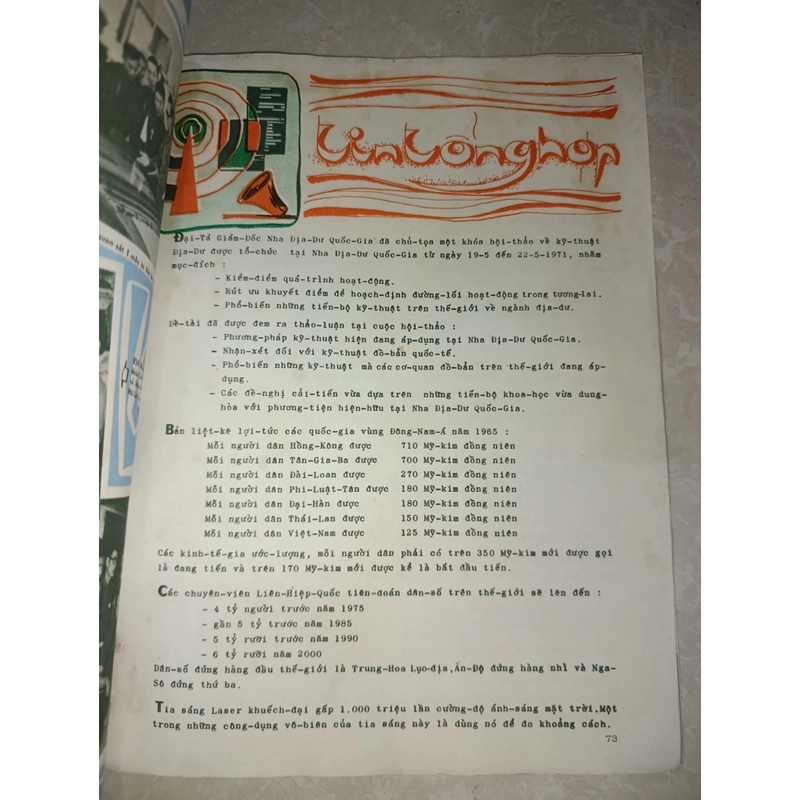 tin tổng hợp
Đại-Tá Giám-Đốc Nha Địa-Dư Quốc-Gia đã chủ-tọa một khóa hội-thảo về kỹ-thuật
Địa-Dư được tổ-chức tại Nha Địa-Dư Quốc-Gia từ ngày 19-5 đến 22-5-1971, nhằm
mục-đích :
- Kiểm-điểm quá-trình hoạt-động.
- Rút ưu khuyết điểm để hoạch-định đường-lối hoạt-động trong tương-lai.
- Phổ-biến những tiến-bộ kỹ-thuật trên thế-giới về ngành địa-dư.
Đề-tài đã được đem ra thảo-luận tại cuộc hội-thảo :
- Phương-pháp kỹ-thuật hiện đang áp-dụng tại Nha Địa-Dư Quốc-Gia.
- Nhận-xét đối với kỹ-thuật đồ-bản quốc-tế.
- Phổ-biến những kỹ-thuật mà các cơ-quan đồ-bản trên thế-giới đang áp-
dụng.
- Các đề-nghị cải-tiến vừa dựa trên những tiến-bộ khoa-học vừa dung-
hòa với phương-tiện hiện-hữu tại Nha Địa-Dư Quốc-Gia.
Bản liệt-kê lợi-tức các quốc-gia vùng Đông-Nam-Á năm 1965 :
Mỗi người dân Hồng-Kông được 710 Mỹ-kim đồng niên
Mỗi người dân Tân-Gia-Ba được 700 Mỹ-kim đồng niên
Mỗi người dân Đài-Loan được 270 Mỹ-kim đồng niên
Mỗi người dân Phi-Luật-Tân được 180 Mỹ-kim đồng niên
Mỗi người dân Đại-Hàn được 180 Mỹ-kim đồng niên
Mỗi người dân Thái-Lan được 150 Mỹ-kim đồng niên
Mỗi người dân Việt-Nam được 125 Mỹ-kim đồng niên
Các kinh-tế-gia ước-lượng, mỗi người dân phải có trên 350 Mỹ-kim mới được gọi
là đang tiến và trên 170 Mỹ-kim mới được kể là bắt đầu tiến.
Các chuyên-viên Liên-Hiệp-Quốc tiên-đoán dân-số trên thế-giới sẽ lên đến :
- 4 tỷ người trước năm 1975
- gần 5 tỷ trước năm 1985
- 5 tỷ rưỡi trước năm 1990
- 6 tỷ rưỡi năm 2000
Dân-số đứng hàng đầu thế-giới là Trung-Hoa Lục-địa,Ấn-Độ đứng hàng nhì và Nga-
Sô đứng thứ ba.
Tia sáng Laser khuếch-đại gấp 1.000 triệu lần cường-độ ánh-sáng mặt trời.Một
trong những công-dụng vô-biên của tia sáng này là dùng nó để đo khoảng cách.
73